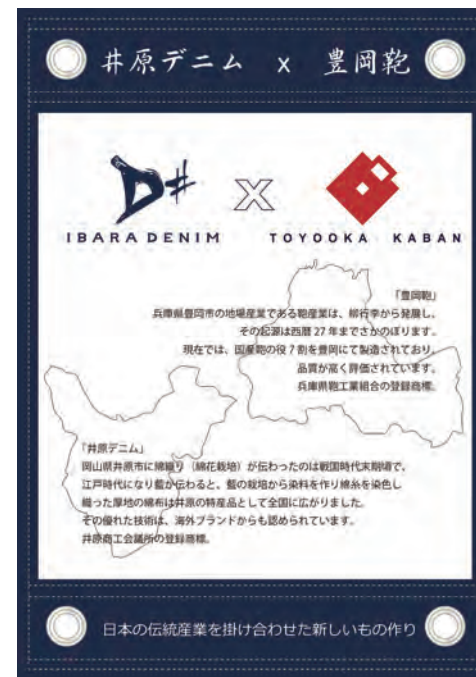 井原デニム x 豊岡鞄
D#
X
IBARA DENIM
TOYOOKA KABAN
「豊岡鞄」
兵庫県豊岡市の地場産業である鞄産業は、柳行李から発展し、
その起源は西暦 27 年までさかのぼります。
現在では、国産鞄の役 7 割を豊岡にて製造されており、
品質が高く評価されています。
兵庫県鞄工業組合の登録商標。
「井原デニム」
岡山県井原市に綿織り（綿花栽培）が伝わったのは戦国時代末期頃で、
江戸時代になり藍が伝わると、藍の栽培から染料を作り綿糸を染色し
織った厚地の綿布は井原の特産品として全国に広がりました。
その優れた技術は、海外ブランドからも認められています。
井原商工会議所の登録商標。
日本の伝統産業を掛け合わせた新しいもの作り